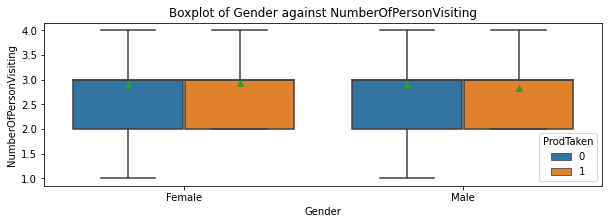 Boxplot of Gender against NumberOfPersonVisiting
NumberOfPersonVisiting
4.0
3.5
3.0
2.5
2.0
1.5
1.0
Female
Male
Gender
ProdTaken
0
1